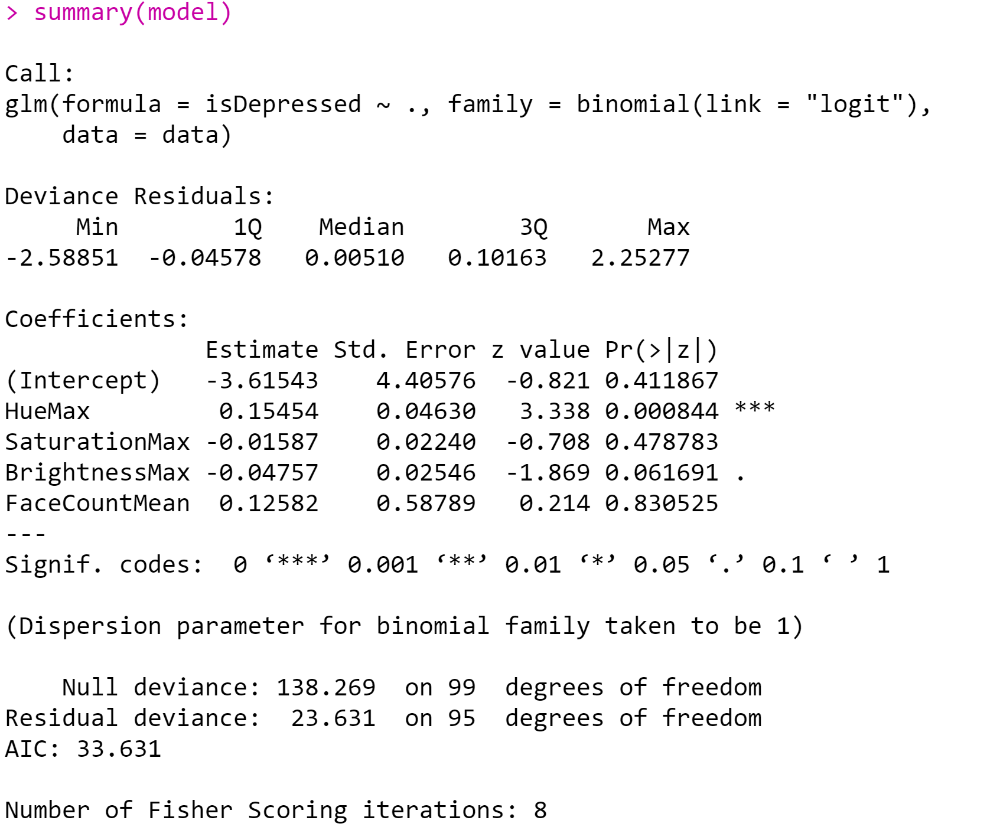 > summary(model)
Call:
glm(formula = isDepressed ~ ., family = binomial(link = "logit"),
    data = data)
Deviance Residuals:
     Min        1Q    Median        3Q       Max
-2.58851  -0.04578   0.00510   0.10163   2.25277
Coefficients:
              Estimate Std. Error z value Pr(>|z|)
(Intercept)   -3.61543    4.40576  -0.821 0.411867
HueMax         0.15454    0.04630   3.338 0.000844 ***
SaturationMax -0.01587    0.02240  -0.708 0.478783
BrightnessMax -0.04757    0.02546  -1.869 0.061691 .
FaceCountMean  0.12582    0.58789   0.214 0.830525
---
Signif. codes:  0 ‘***’ 0.001 ‘**’ 0.01 ‘*’ 0.05 ‘.’ 0.1 ‘ ’ 1
(Dispersion parameter for binomial family taken to be 1)
    Null deviance: 138.269  on 99  degrees of freedom
Residual deviance:  23.631  on 95  degrees of freedom
AIC: 33.631
Number of Fisher Scoring iterations: 8